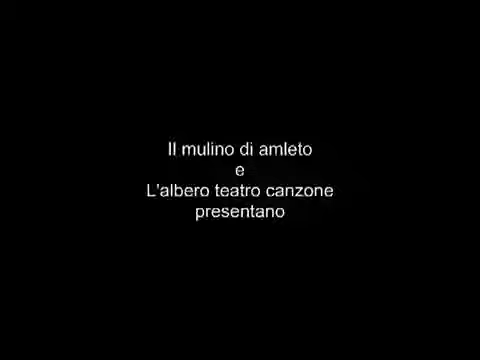 Il mulino di amleto
e
L'albero teatro canzone
presentano